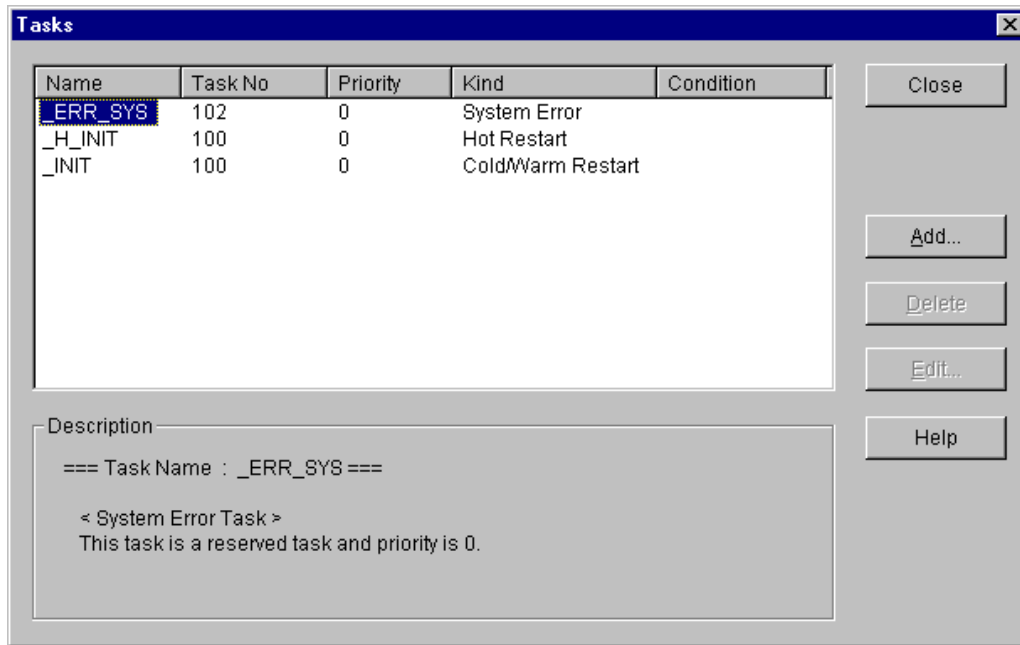 Tasks
Name Task No Priority Kind Condition
_ERR_SYS 102 0 System Error
_H_INIT 100 0 Hot Restart
_INIT 100 0 Cold/Warm Restart
Close
Add...
Delete
Edit...
Help
Description
=== Task Name : _ERR_SYS ===
< System Error Task >
This task is a reserved task and priority is 0.